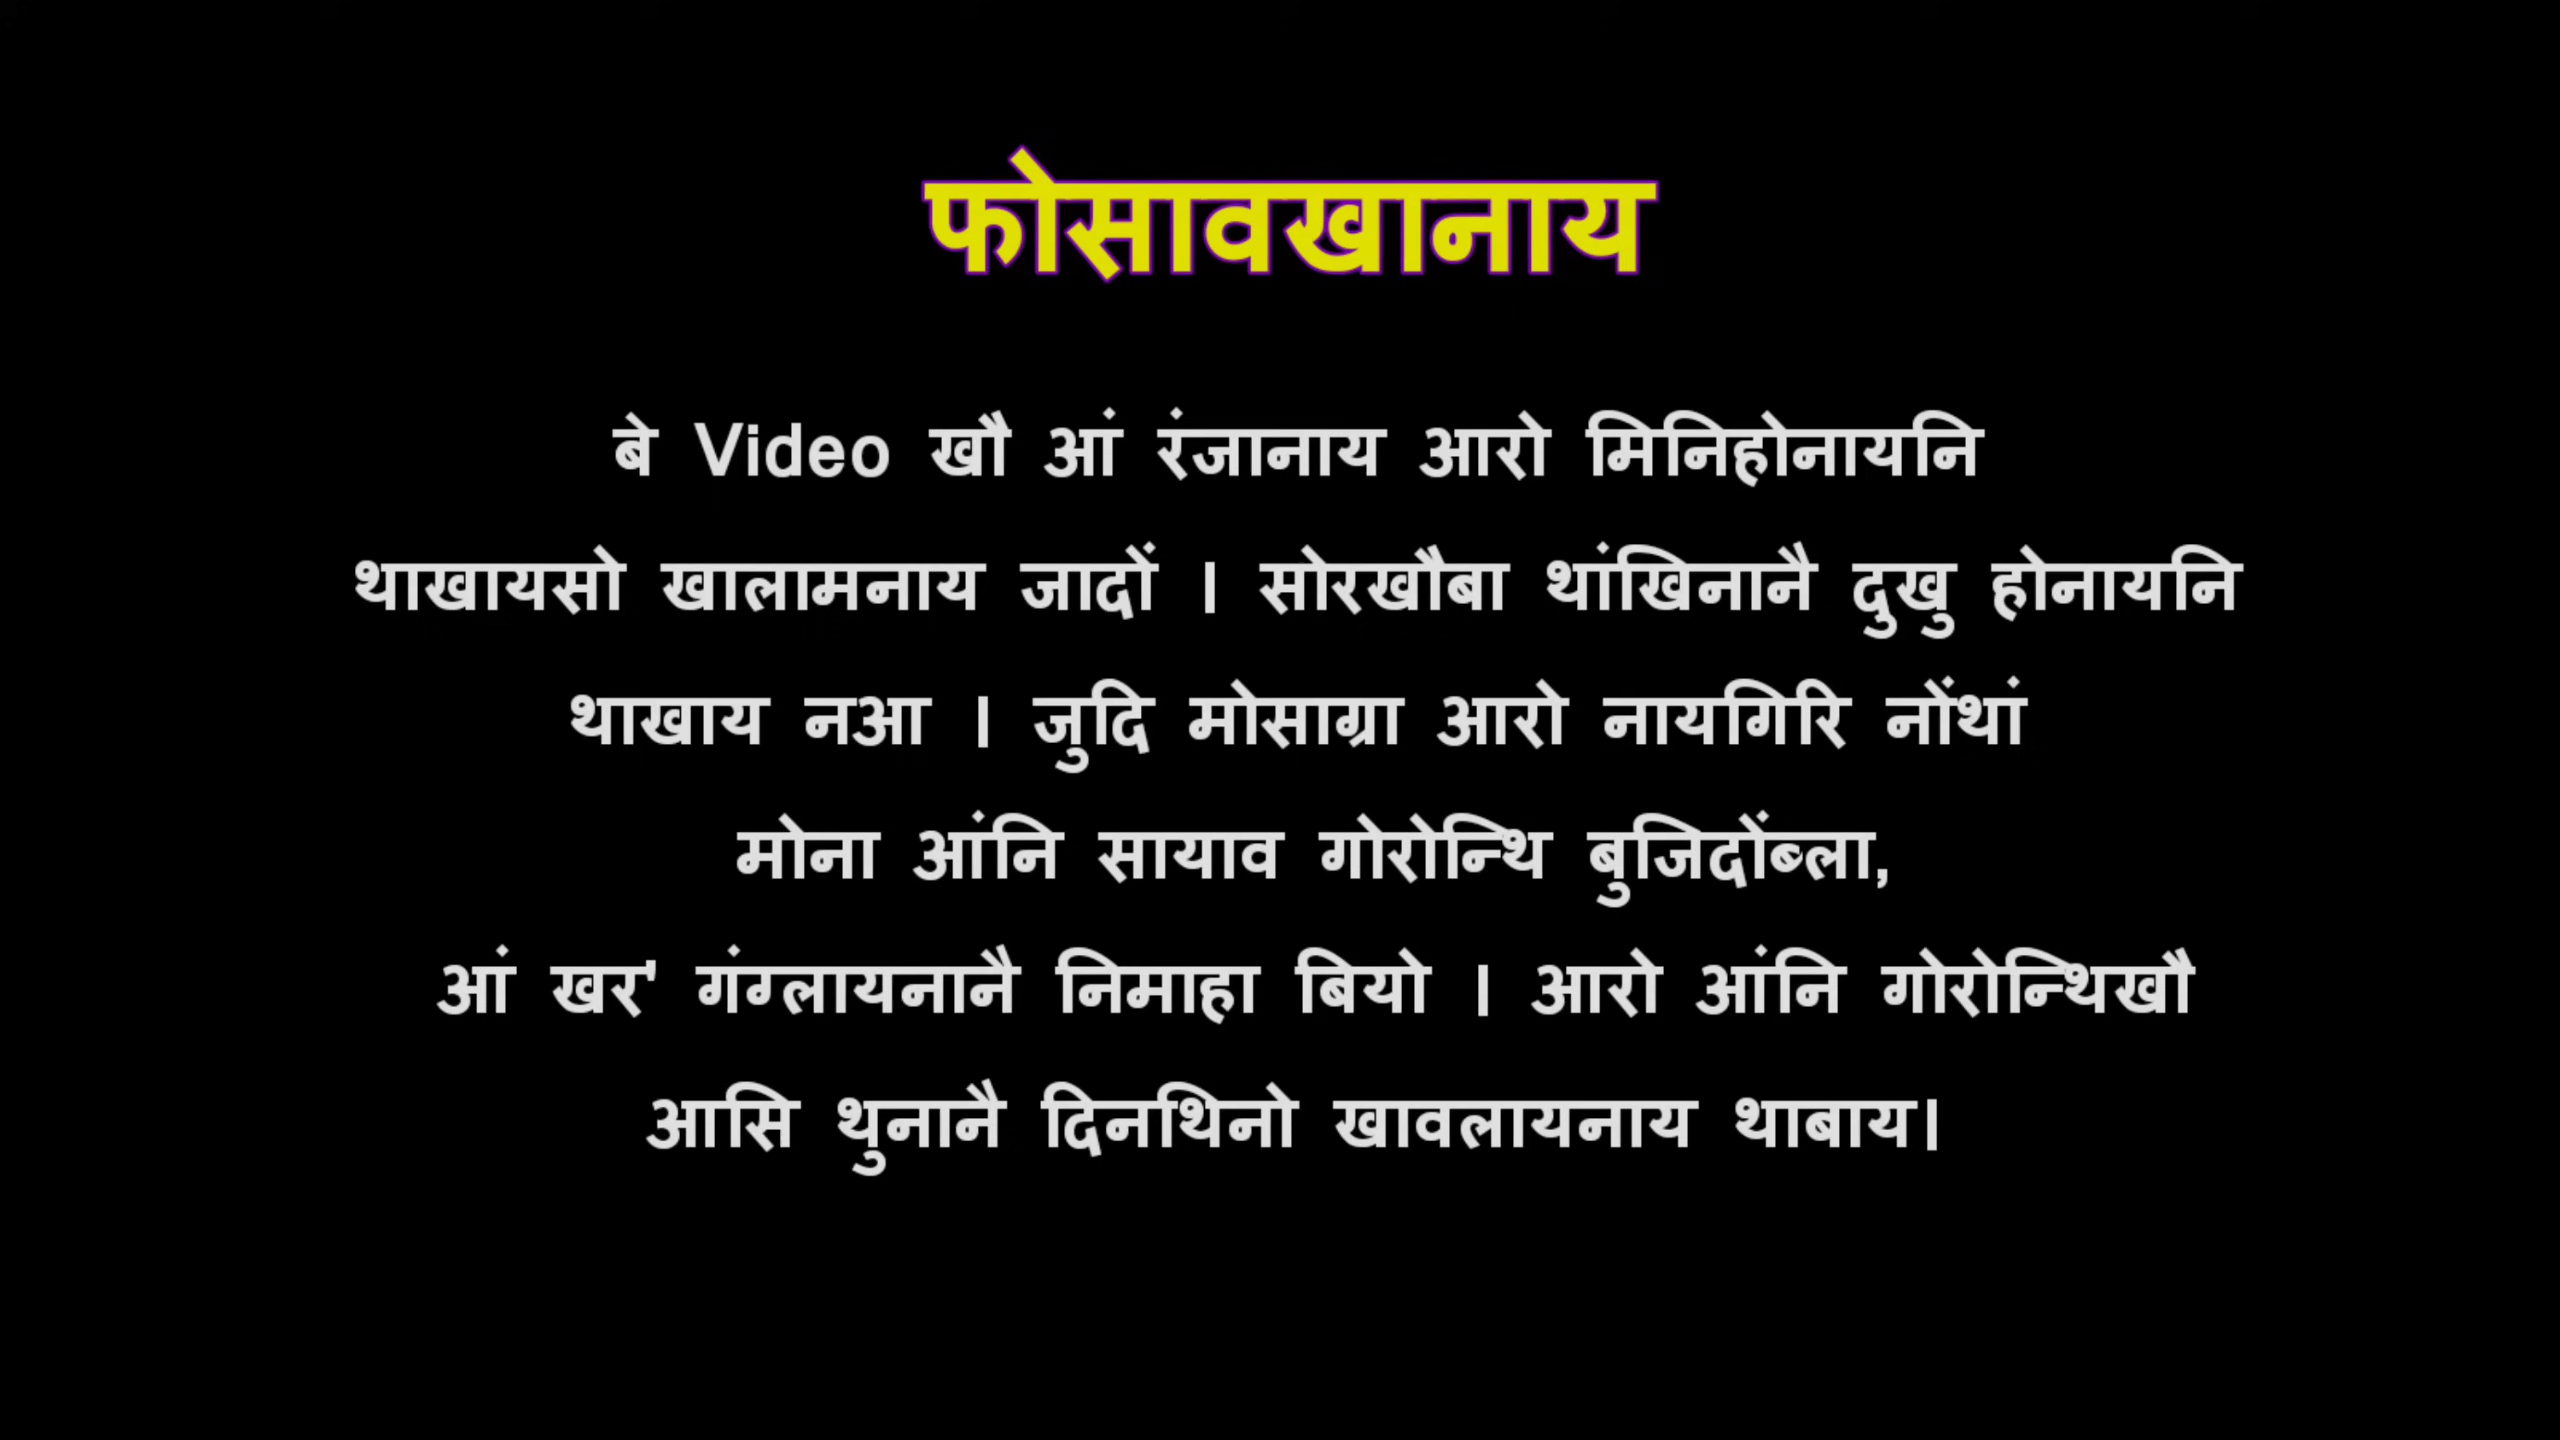 फोसावखानाय
बे Video खौ आं रंजानाय आरो मिनिहोनायनि
थाखायसो खालामनाय जादों । सोरखौबा थांखिनानै दुखु होनायनि
थाखाय नआ । जुदि मोसाग्रा आरो नायगिरि नोंथां
मोना आंनि सायाव गोरोन्थि बुजिदोंब्ला,
आं खर' गंग्लायनानै निमाहा बियो । आरो आंनि गोरोन्थिखौ
आसि थुनानै दिनथिनो खावलायनाय थाबाय।